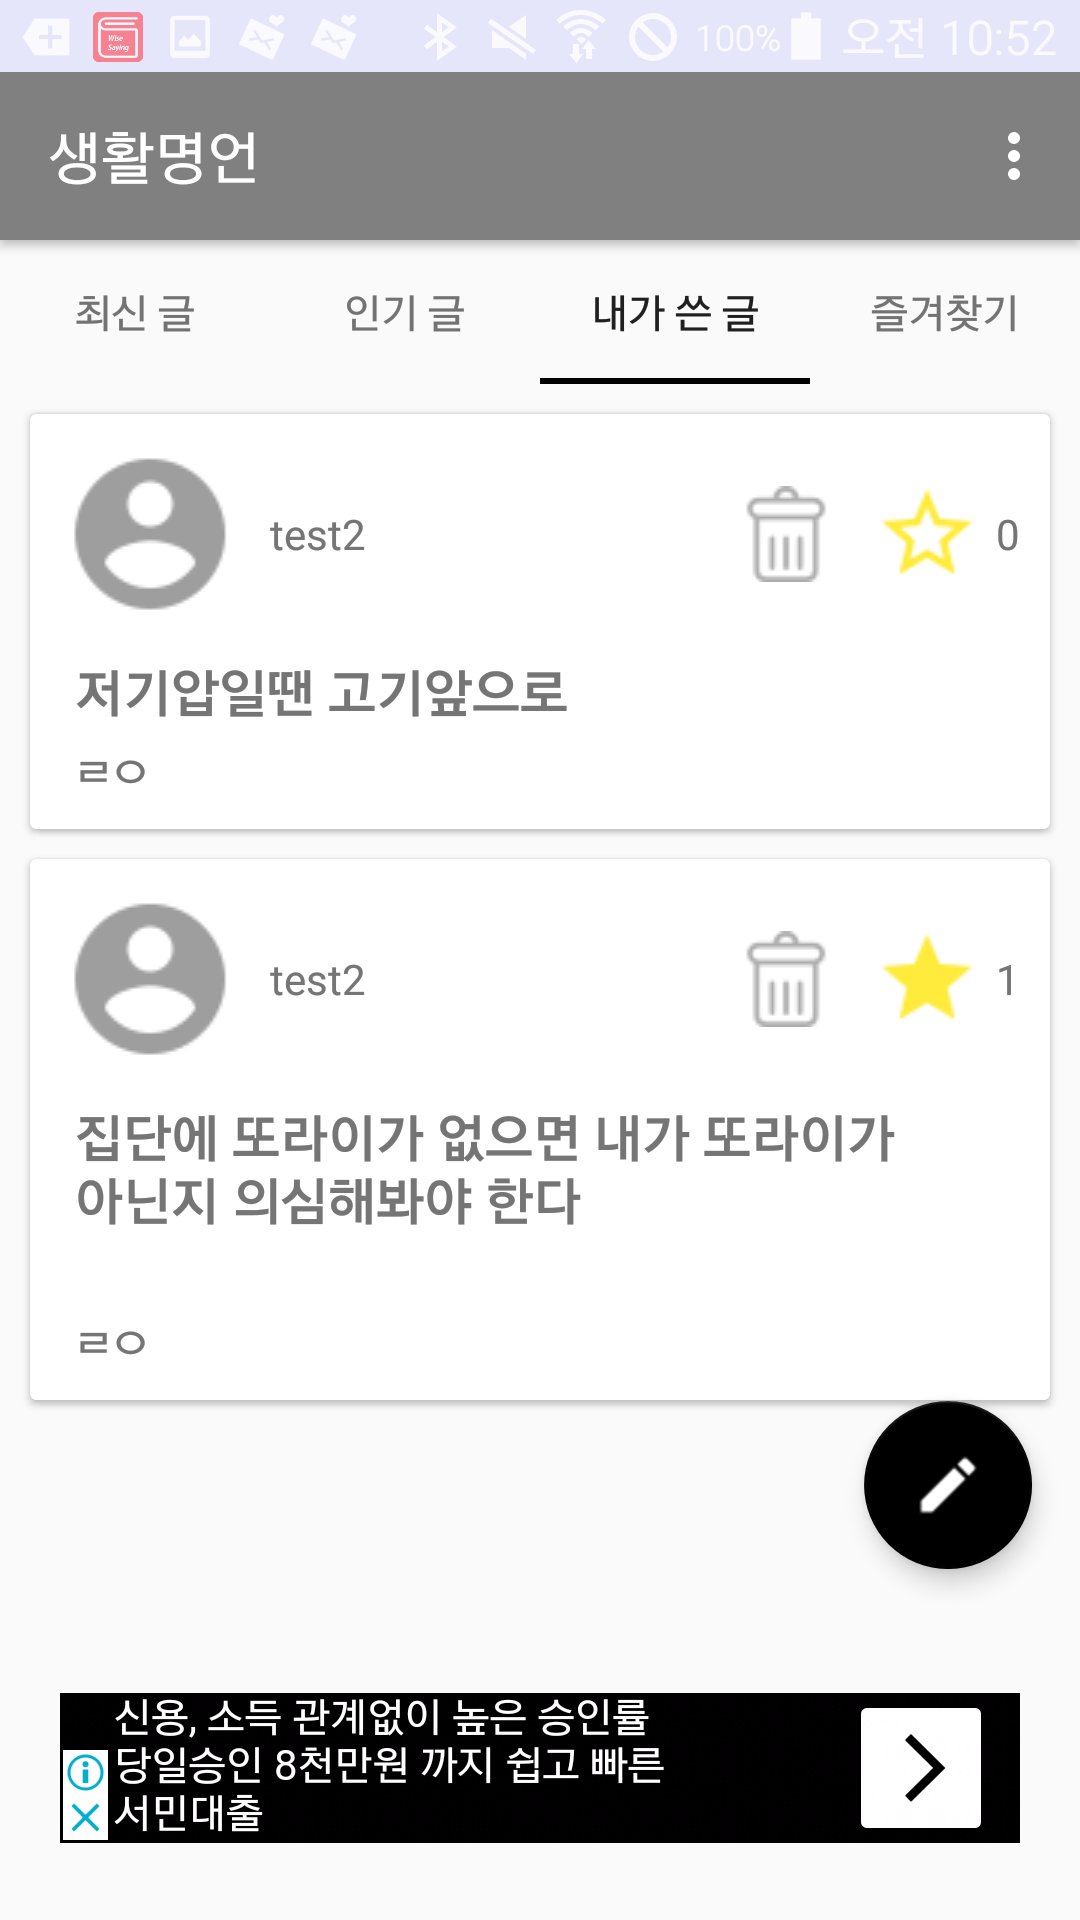 Wise
Saying
100%
오전 10:52
생활명언
최신 글
인기 글
내가 쓴 글
즐겨찾기
test2
0
저기압일땐 고기앞으로
ㄹㅇ
test2
1
집단에 또라이가 없으면 내가 또라이가
아닌지 의심해봐야 한다
ㄹㅇ
신용, 소득 관계없이 높은 승인률
당일승인 8천만원 까지 쉽고 빠른
서민대출